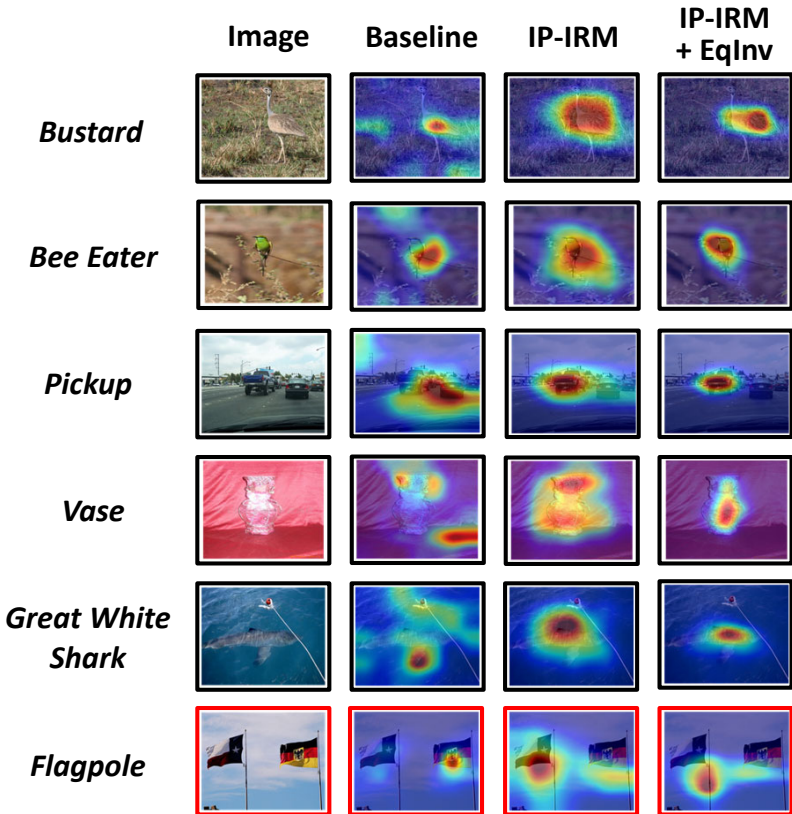 Image Baseline IP-IRM IP-IRM
+ EqInv
Bustard
Bee Eater
Pickup
Vase
Great White
Shark
Flagpole